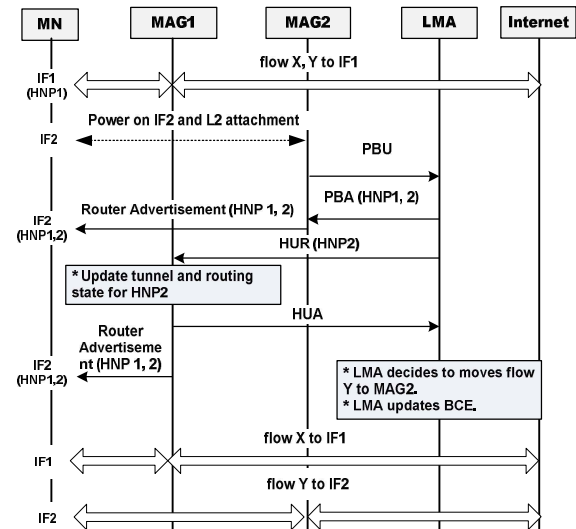 MN MAG1 MAG2 LMA Internet
flow X, Y to IF1
IF1
(HNP1)
Power on IF2 and L2 attachment
IF2
PBU
PBA (HNP1, 2)
Router Advertisement (HNP 1, 2)
IF2
(HNP1,2)
HUR (HNP2)
* Update tunnel and routing
state for HNP2
HUA
Router
Advertiseme
nt (HNP 1, 2)
IF2
(HNP1,2)
* LMA decides to moves flow
Y to MAG2.
* LMA updates BCE.
flow X to IF1
IF1
flow Y to IF2
IF2